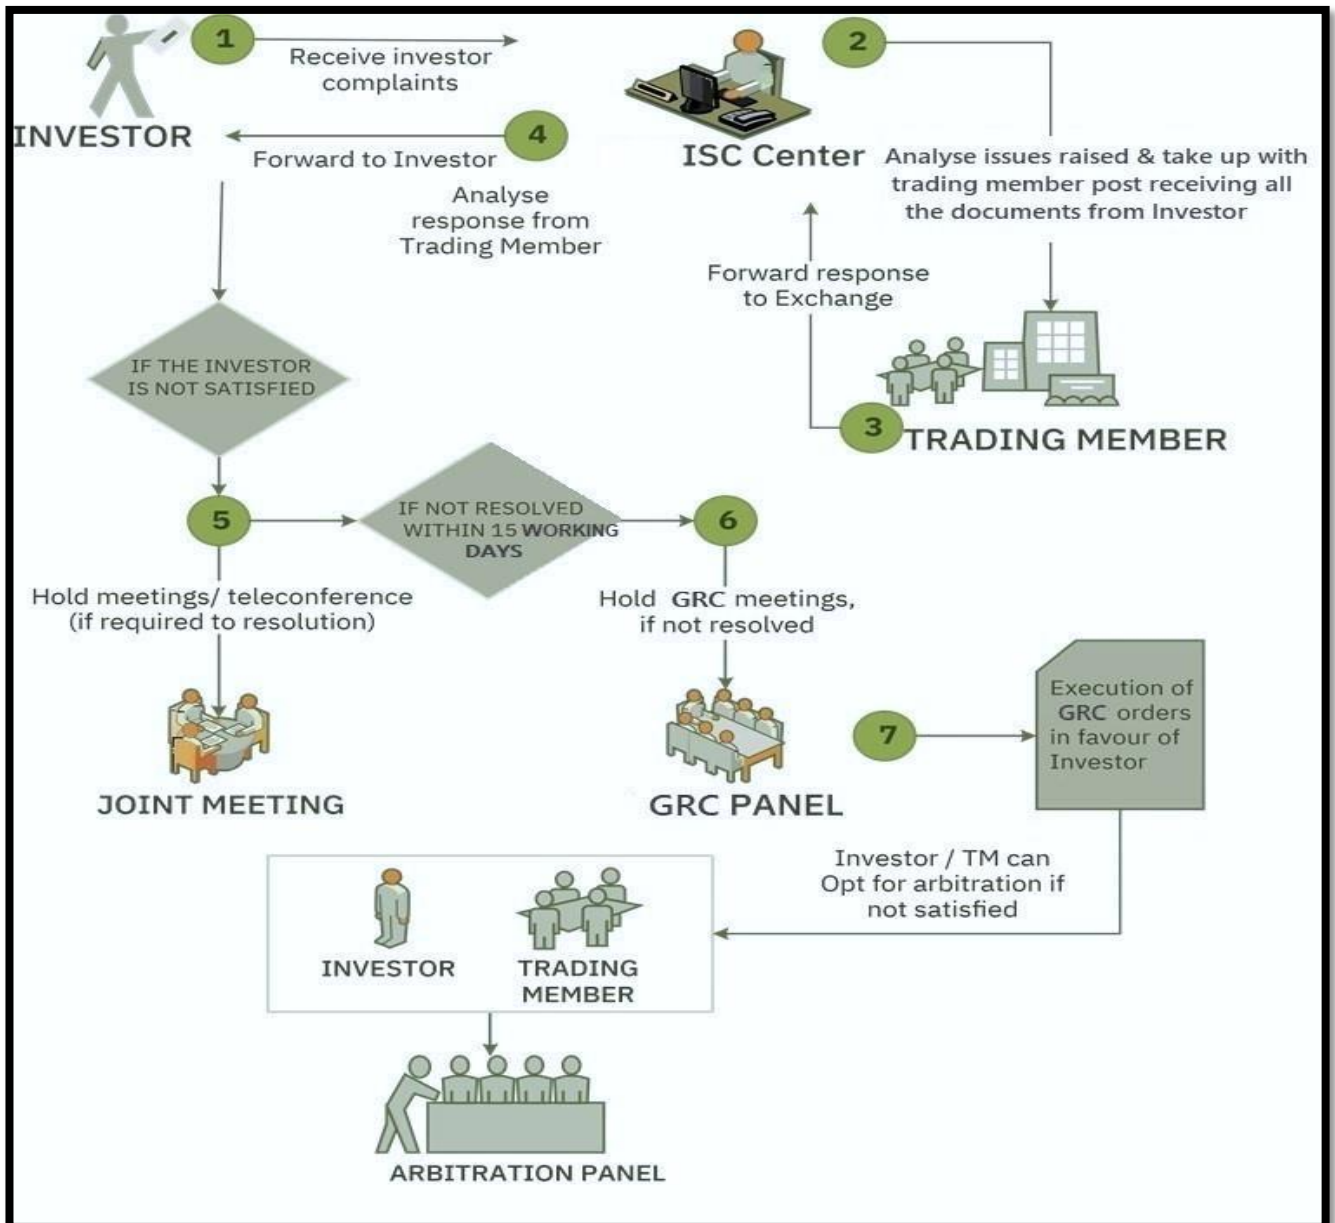 1
Receive investor
complaints
INVESTOR
2
ISC Center
Analyse issues raised & take up with
trading member post receiving all
the documents from Investor
4
Forward to Investor
Analyse
response from
Trading Member
Forward response
to Exchange
3
TRADING MEMBER
IF THE INVESTOR
IS NOT SATISFIED
5
IF NOT RESOLVED
WITHIN 15 WORKING
DAYS
6
Hold meetings/ teleconference
(if required to resolution)
Hold GRC meetings,
if not resolved
JOINT MEETING
GRC PANEL
7
Execution of
GRC orders
in favour of
Investor
Investor / TM can
Opt for arbitration if
not satisfied
INVESTOR
TRADING
MEMBER
ARBITRATION PANEL